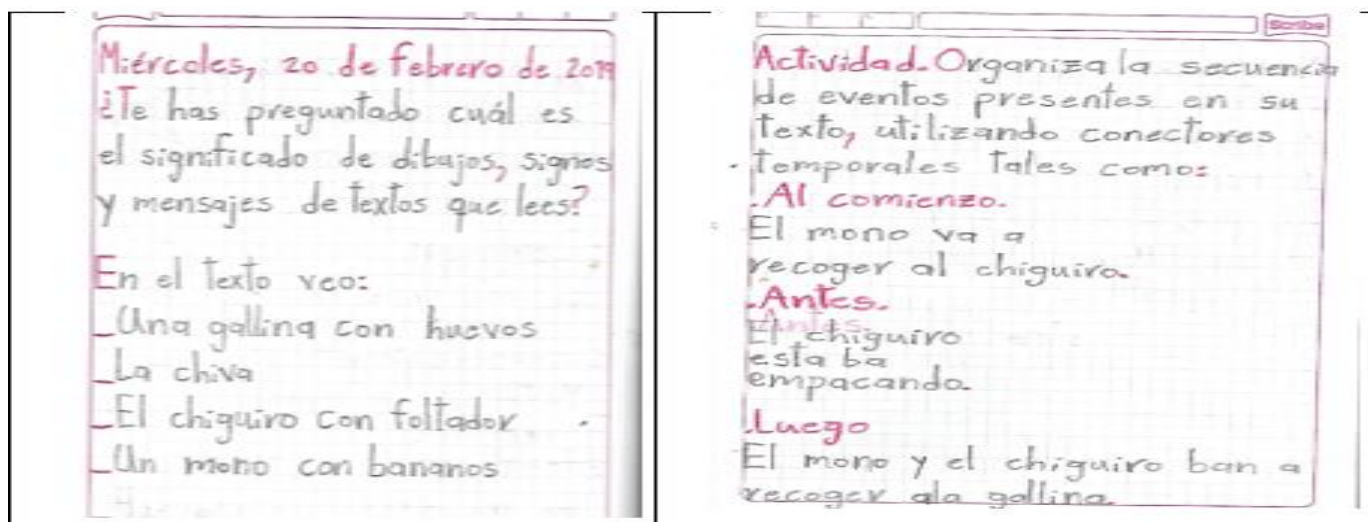 Miércoles, 20 de febrero de 2019
¿Te has preguntado cuál es
el significado de dibujos, signos
y mensajes de textos que lees?
En el texto veo:
_Una gallina con huevos
_La chiva
_El chiguiro con foltador
_Un mono con bananos
Scribe
Actividad. Organiza la secuencia
de eventos presentes en su
texto, utilizando conectores
temporales tales como:
.Al comienzo.
El mono va a
recoger al chiguiro.
.Antes.
El chiguiro
esta ba
empacando.
.Luego
El mono y el chiguiro ban a
recoger ala gallina.